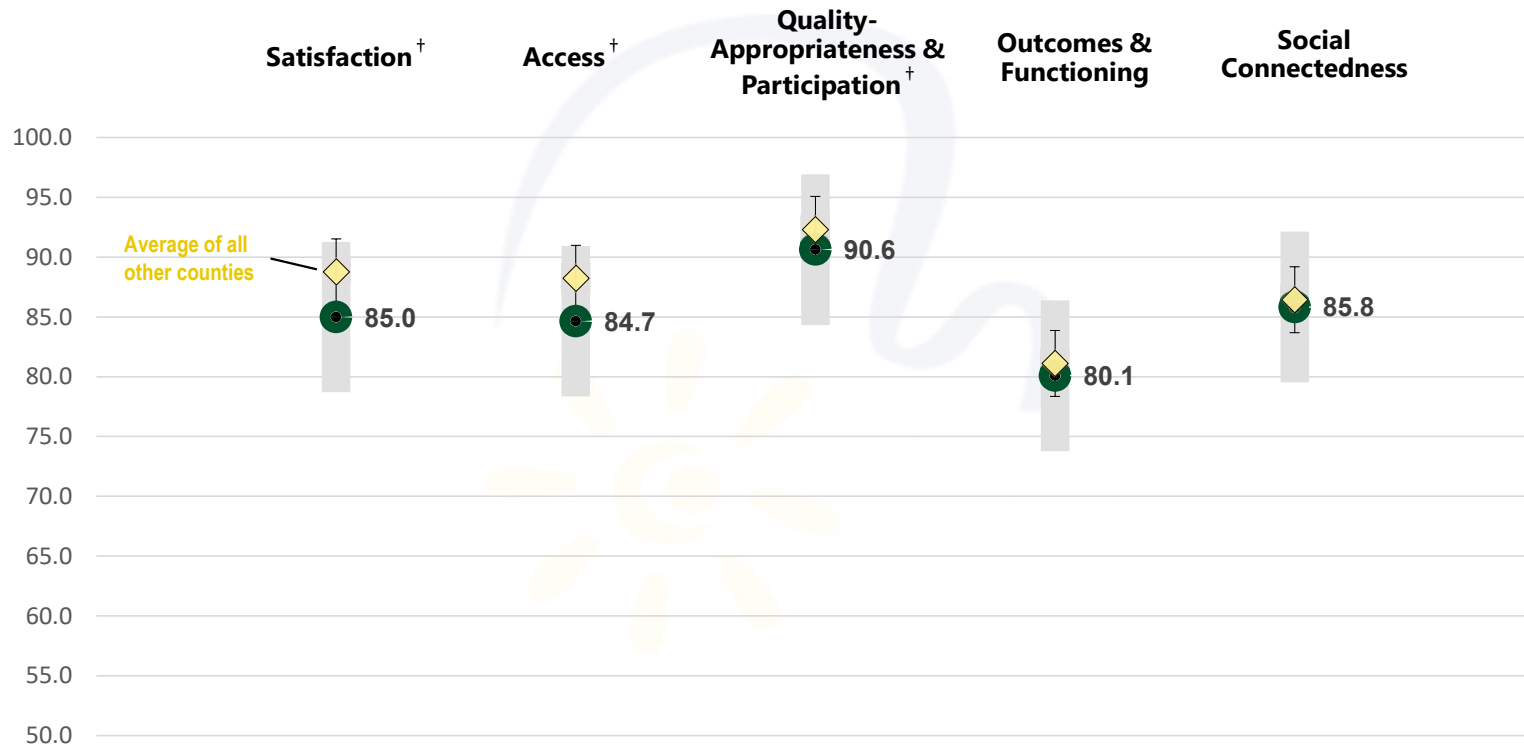 Satisfaction †
Access †
Quality-
Appropriateness &
Participation †
Outcomes &
Functioning
Social
Connectedness
100.0
95.0
90.0
85.0
80.0
75.0
70.0
65.0
60.0
55.0
50.0
Average of all
other counties
85.0
84.7
90.6
80.1
85.8